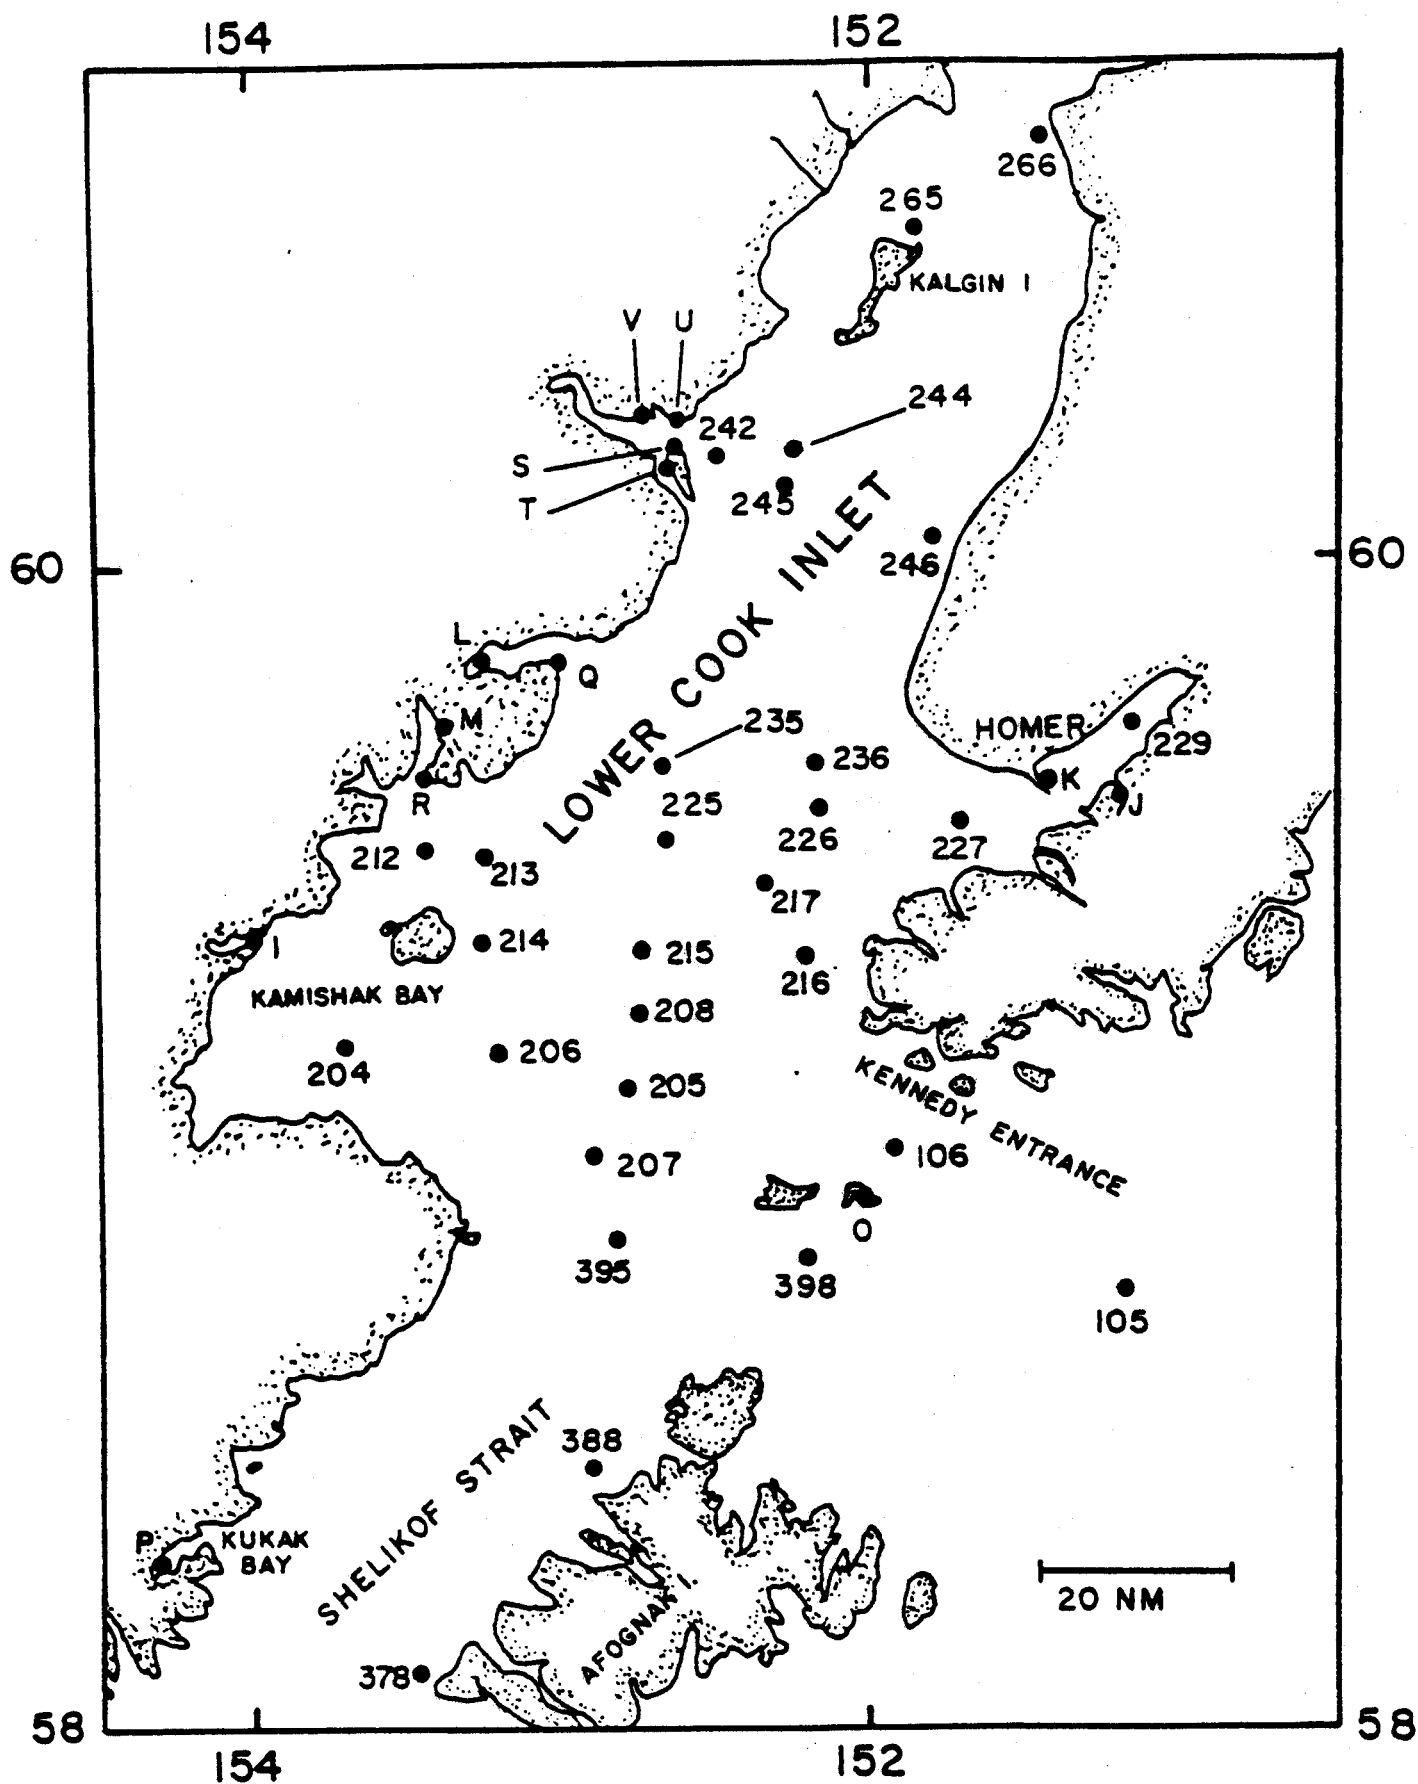 154
152
266
265
KALGIN I
V
U
244
242
S
T
245
246
60
60
LOWER COOK INLET
L
Q
M
235
HOMER
229
236
K
R
225
J
226
227
212
213
217
I
214
215
216
KAMISHAK BAY
208
206
204
205
KENNEDY ENTRANCE
207
106
O
395
398
105
SHELIKOF STRAIT
388
P
KUKAK
BAY
20 NM
AFOGNAK I.
378
58
58
154
152